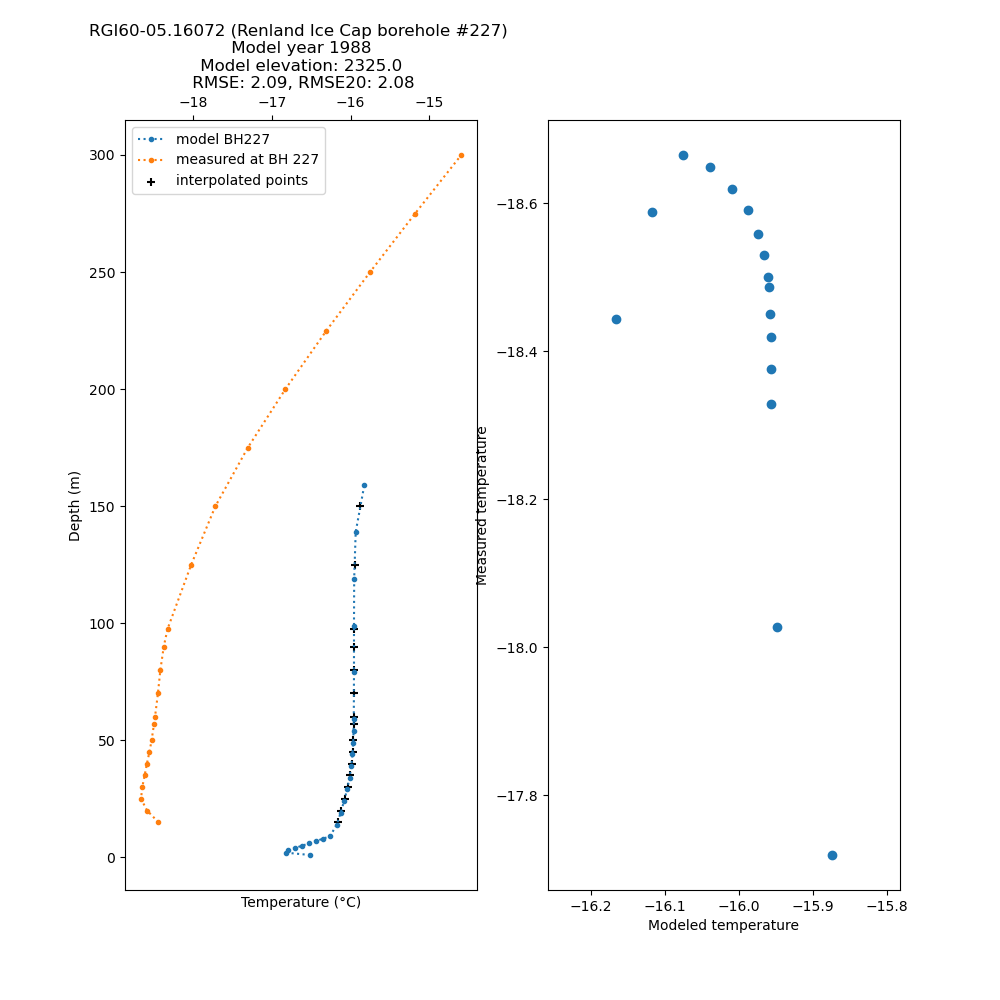 RGI60-05.16072 (Renland Ice Cap borehole #227)
Model year 1988
Model elevation: 2325.0
RMSE: 2.09, RMSE20: 2.08
−18 −17 −16 −15
model BH227
measured at BH 227
interpolated points
300
250
200
150
100
50
0
Depth (m)
Temperature (°C)
−18.6
−18.4
−18.2
−18.0
−17.8
Measured temperature
−16.2 −16.1 −16.0 −15.9 −15.8
Modeled temperature